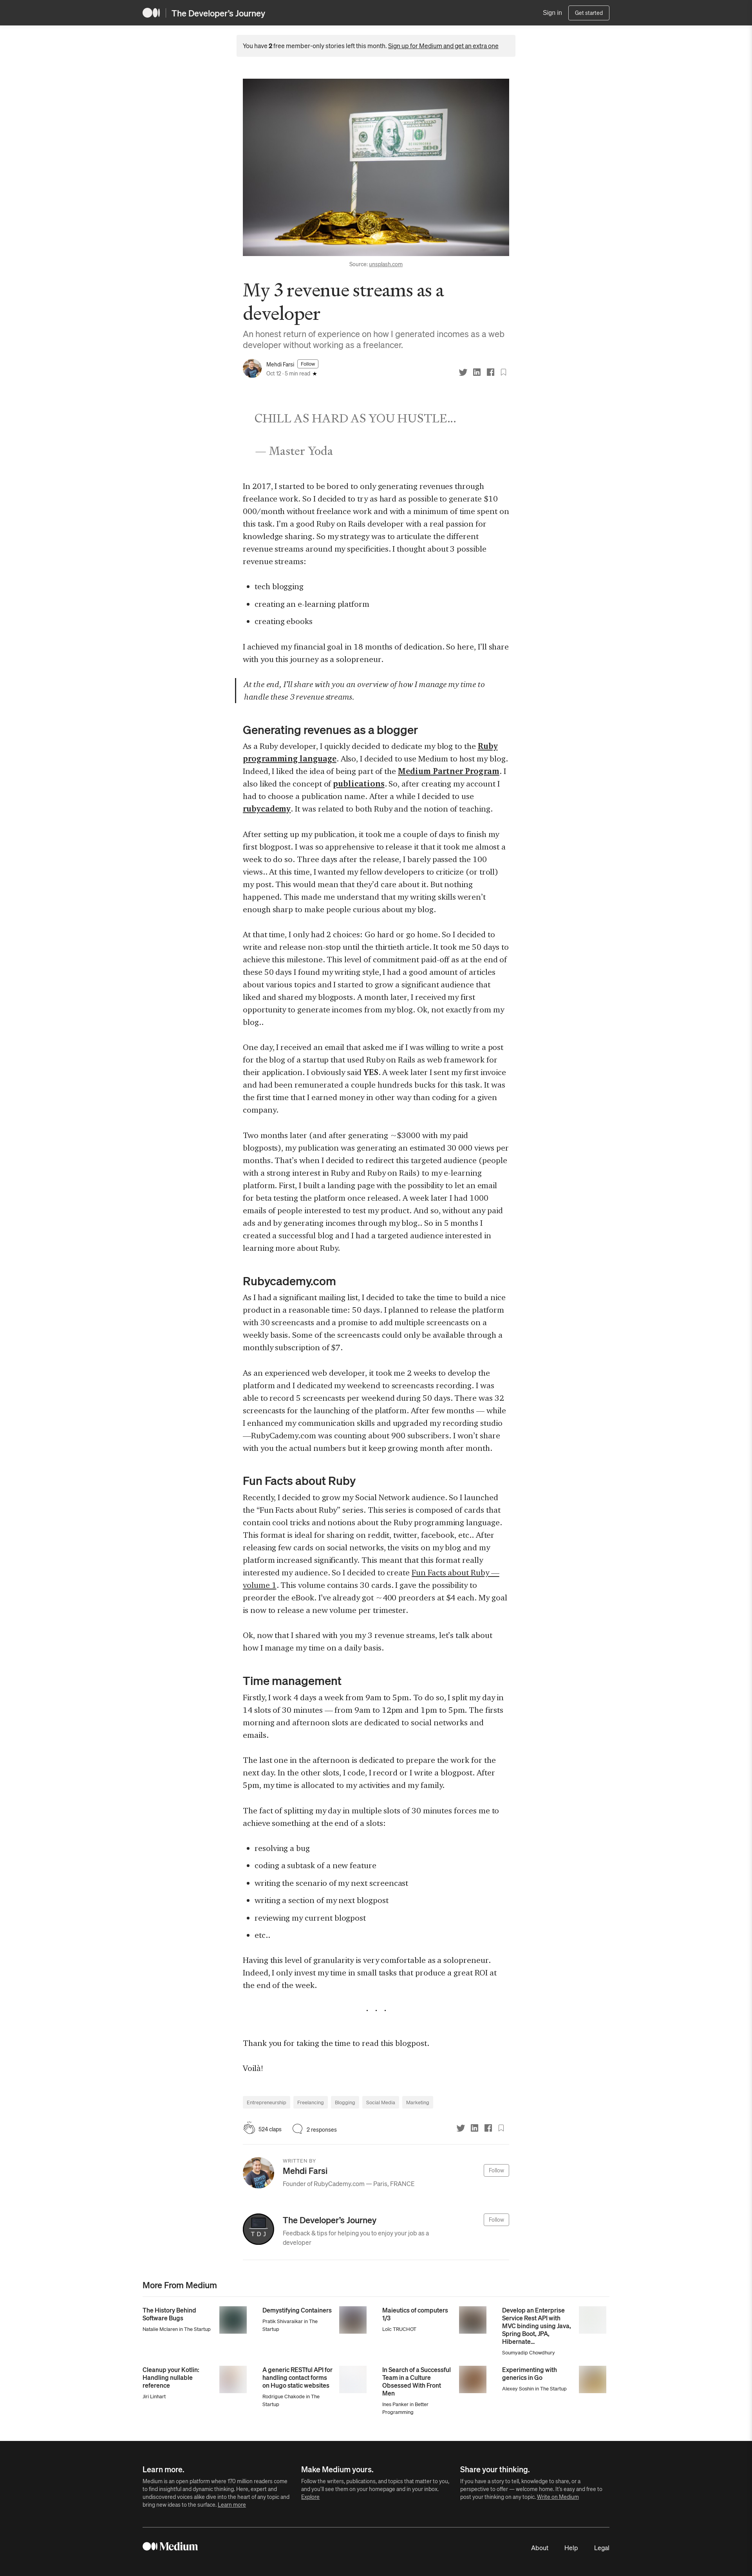 The Developer's Journey
Sign in
Get started
You have 2 free member-only stories left this month. Sign up for Medium and get an extra one
Source: unsplash.com
My 3 revenue streams as a
developer
An honest return of experience on how I generated incomes as a web
developer without working as a freelancer.
Mehdi Farsi
Follow
Oct 12 · 5 min read ★
CHILL AS HARD AS YOU HUSTLE…
— Master Yoda
In 2017, I started to be bored to only generating revenues through
freelance work. So I decided to try as hard as possible to generate $10
000/month without freelance work and with a minimum of time spent on
this task. I'm a good Ruby on Rails developer with a real passion for
knowledge sharing. So my strategy was to articulate the different
revenue streams around my specificities. I thought about 3 possible
revenue streams:
• tech blogging
• creating an e-learning platform
• creating ebooks
I achieved my financial goal in 18 months of dedication. So here, I'll share
with you this journey as a solopreneur.
At the end, I'll share with you an overview of how I manage my time to
handle these 3 revenue streams.
Generating revenues as a blogger
As a Ruby developer, I quickly decided to dedicate my blog to the Ruby
programming language. Also, I decided to use Medium to host my blog.
Indeed, I liked the idea of being part of the Medium Partner Program. I
also liked the concept of publications. So, after creating my account I
had to choose a publication name. After a while I decided to use
rubycademy. It was related to both Ruby and the notion of teaching.
After setting up my publication, it took me a couple of days to finish my
first blogpost. I was so apprehensive to release it that it took me almost a
week to do so. Three days after the release, I barely passed the 100
views.. At this time, I wanted my fellow developers to criticize (or troll)
my post. This would mean that they'd care about it. But nothing
happened. This made me understand that my writing skills weren't
enough sharp to make people curious about my blog.
At that time, I only had 2 choices: Go hard or go home. So I decided to
write and release non-stop until the thirtieth article. It took me 50 days to
achieve this milestone. This level of commitment paid-off as at the end of
these 50 days I found my writing style, I had a good amount of articles
about various topics and I started to grow a significant audience that
liked and shared my blogposts. A month later, I received my first
opportunity to generate incomes from my blog. Ok, not exactly from my
blog..
One day, I received an email that asked me if I was willing to write a post
for the blog of a startup that used Ruby on Rails as web framework for
their application. I obviously said YES. A week later I sent my first invoice
and had been remunerated a couple hundreds bucks for this task. It was
the first time that I earned money in other way than coding for a given
company.
Two months later (and after generating ~$3000 with my paid
blogposts), my publication was generating an estimated 30 000 views per
months. That's when I decided to redirect this targeted audience (people
with a strong interest in Ruby and Ruby on Rails) to my e-learning
platform. First, I built a landing page with the possibility to let an email
for beta testing the platform once released. A week later I had 1000
emails of people interested to test my product. And so, without any paid
ads and by generating incomes through my blog.. So in 5 months I
created a successful blog and I had a targeted audience interested in
learning more about Ruby.
Rubycademy.com
As I had a significant mailing list, I decided to take the time to build a nice
product in a reasonable time: 50 days. I planned to release the platform
with 30 screencasts and a promise to add multiple screencasts on a
weekly basis. Some of the screencasts could only be available through a
monthly subscription of $7.
As an experienced web developer, it took me 2 weeks to develop the
platform and I dedicated my weekend to screencasts recording. I was
able to record 5 screencasts per weekend during 50 days. There was 32
screencasts for the launching of the platform. After few months — while
I enhanced my communication skills and upgraded my recording studio
—RubyCademy.com was counting about 900 subscribers. I won't share
with you the actual numbers but it keep growing month after month.
Fun Facts about Ruby
Recently, I decided to grow my Social Network audience. So I launched
the "Fun Facts about Ruby" series. This series is composed of cards that
contain cool tricks and notions about the Ruby programming language.
This format is ideal for sharing on reddit, twitter, facebook, etc.. After
releasing few cards on social networks, the visits on my blog and my
platform increased significantly. This meant that this format really
interested my audience. So I decided to create Fun Facts about Ruby —
volume 1. This volume contains 30 cards. I gave the possibility to
preorder the eBook. I've already got ~400 preorders at $4 each. My goal
is now to release a new volume per trimester.
Ok, now that I shared with you my 3 revenue streams, let's talk about
how I manage my time on a daily basis.
Time management
Firstly, I work 4 days a week from 9am to 5pm. To do so, I split my day in
14 slots of 30 minutes — from 9am to 12pm and 1pm to 5pm. The firsts
morning and afternoon slots are dedicated to social networks and
emails.
The last one in the afternoon is dedicated to prepare the work for the
next day. In the other slots, I code, I record or I write a blogpost. After
5pm, my time is allocated to my activities and my family.
The fact of splitting my day in multiple slots of 30 minutes forces me to
achieve something at the end of a slots:
• resolving a bug
• coding a subtask of a new feature
• writing the scenario of my next screencast
• writing a section of my next blogpost
• reviewing my current blogpost
• etc..
Having this level of granularity is very comfortable as a solopreneur.
Indeed, I only invest my time in small tasks that produce a great ROI at
the end of the week.
Thank you for taking the time to read this blogpost.
Voilà!
Entrepreneurship
Freelancing
Blogging
Social Media
Marketing
524 claps
2 responses
WRITTEN BY
Mehdi Farsi
Follow
Founder of RubyCademy.com — Paris, FRANCE
TDJ
The Developer's Journey
Follow
Feedback & tips for helping you to enjoy your job as a
developer
More From Medium
The History Behind
Software Bugs
Natalie Mclaren in The Startup
Demystifying Containers
Pratik Shivaraikar in The
Startup
Maieutics of computers
1/3
Loïc TRUCHOT
Develop an Enterprise
Service Rest API with
MVC binding using Java,
Spring Boot, JPA,
Hibernate…
Soumyadip Chowdhury
Cleanup your Kotlin:
Handling nullable
reference
Jiri Linhart
A generic RESTful API for
handling contact forms
on Hugo static websites
Rodrigue Chakode in The
Startup
In Search of a Successful
Team in a Culture
Obsessed With Front
Men
Ines Panker in Better
Programming
Experimenting with
generics in Go
Alexey Soshin in The Startup
Learn more.
Medium is an open platform where 170 million readers come
to find insightful and dynamic thinking. Here, expert and
undiscovered voices alike dive into the heart of any topic and
bring new ideas to the surface. Learn more
Make Medium yours.
Follow the writers, publications, and topics that matter to you,
and you'll see them on your homepage and in your inbox.
Explore
Share your thinking.
If you have a story to tell, knowledge to share, or a
perspective to offer — welcome home. It's easy and free to
post your thinking on any topic. Write on Medium
Medium
About
Help
Legal